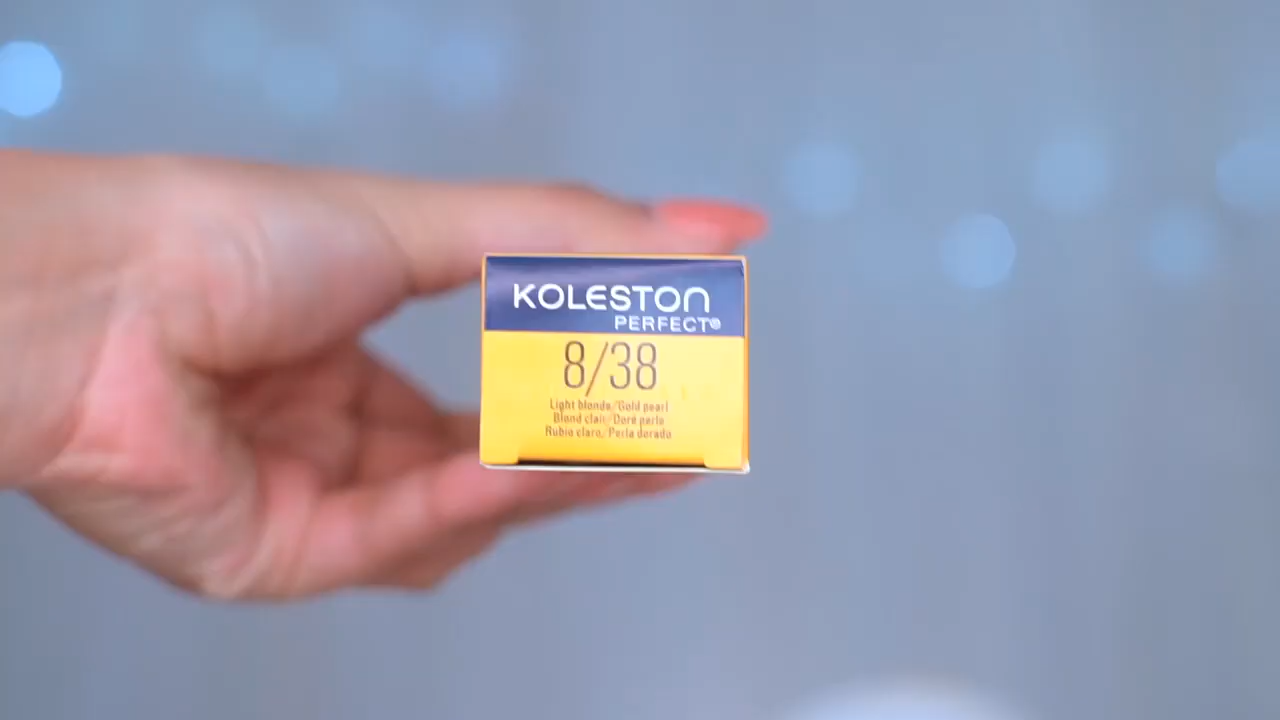 KOLESTON
PERFECT®
8/38
Light blonde/Gold pearl
Blond clair/Doré perle
Rubio claro/Perla dorado